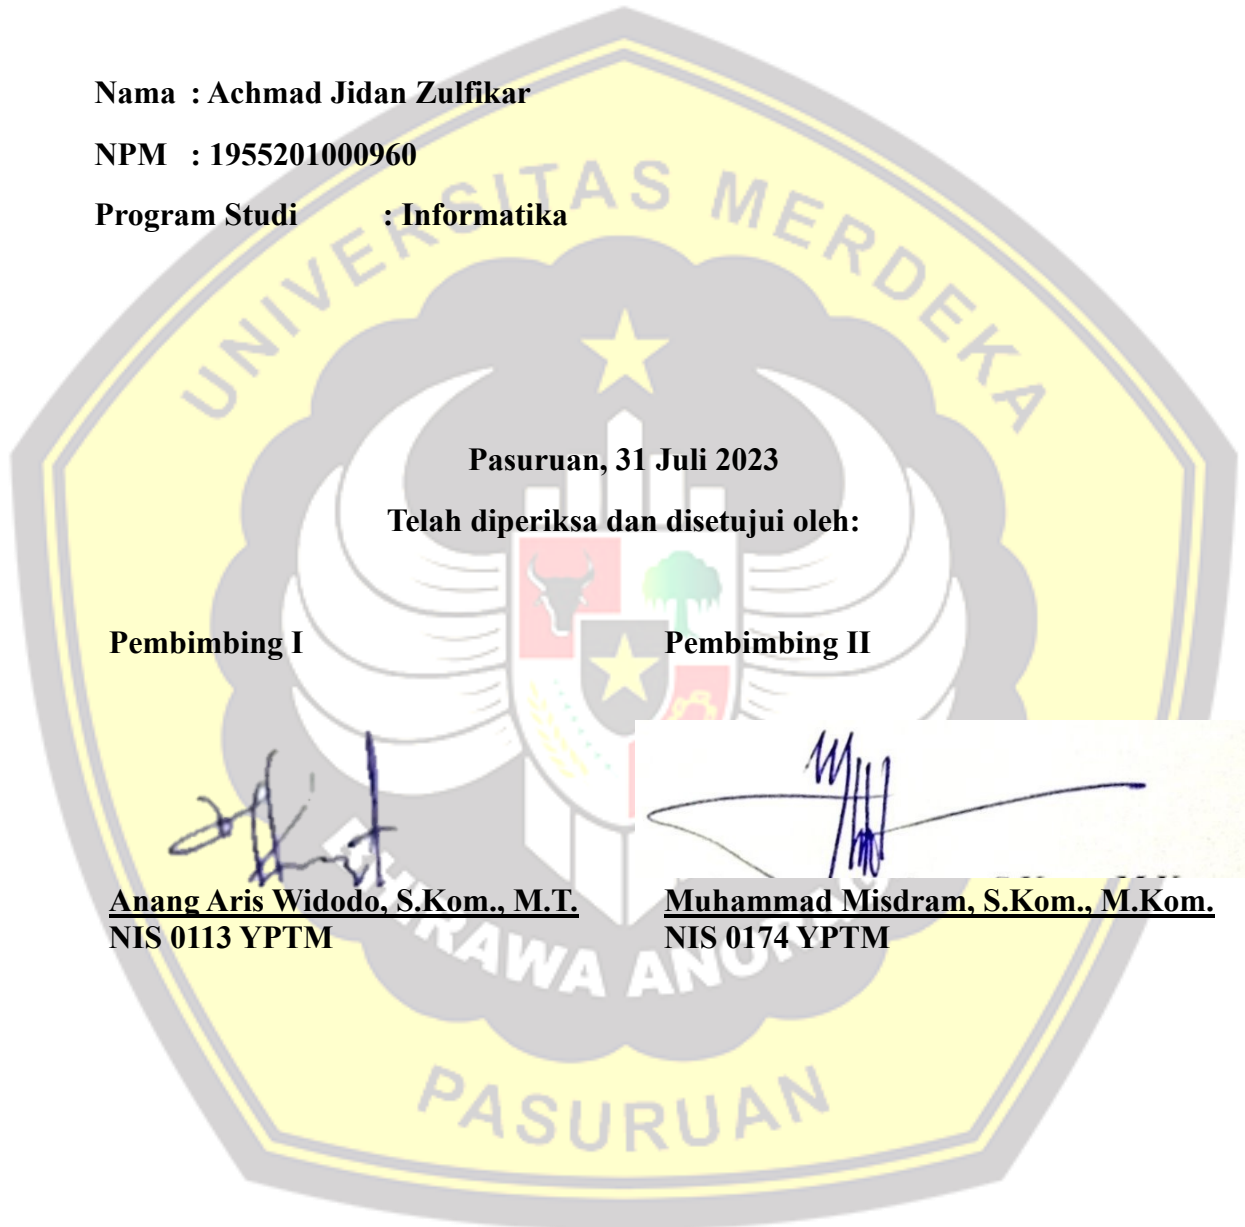 Nama : Achmad Jidan Zulfikar
NPM : 1955201000960
Program Studi : Informatika
UNIVERSITAS MERDEKA
Pasuruan, 31 Juli 2023
Telah diperiksa dan disetujui oleh:
Pembimbing I Pembimbing II
Anang Aris Widodo, S.Kom., M.T. Muhammad Misdram, S.Kom., M.Kom.
NIS 0113 YPTM NIS 0174 YPTM
PASURUAN